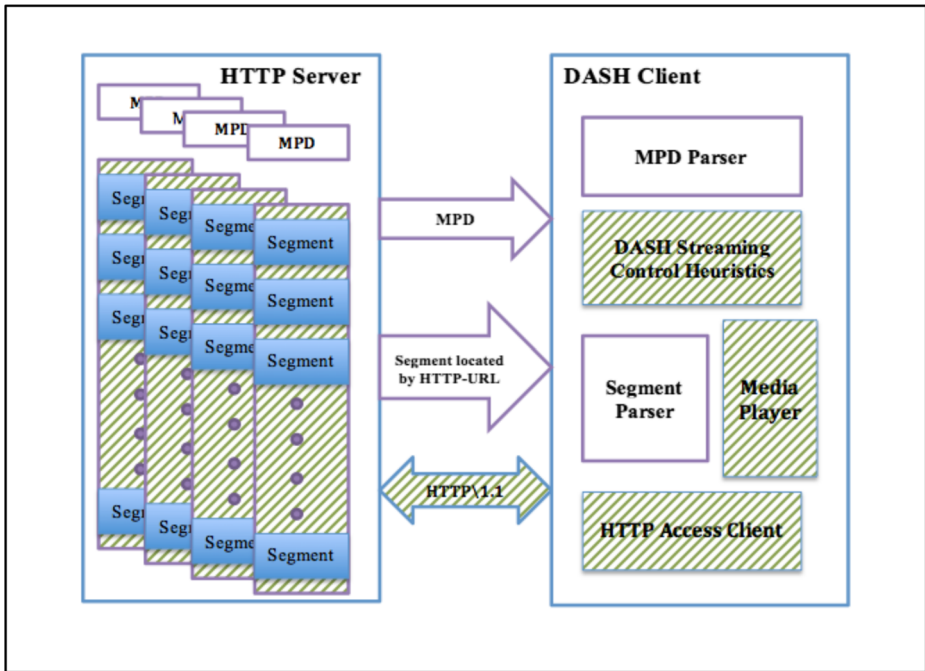 HTTP Server
MPD
MPD
Segment
Segment
Segment
Segment
MPD
Segment located
by HTTP-URL
HTTP\1.1
DASH Client
MPD Parser
DASH Streaming
Control Heuristics
Segment
Parser
Media
Player
HTTP Access Client